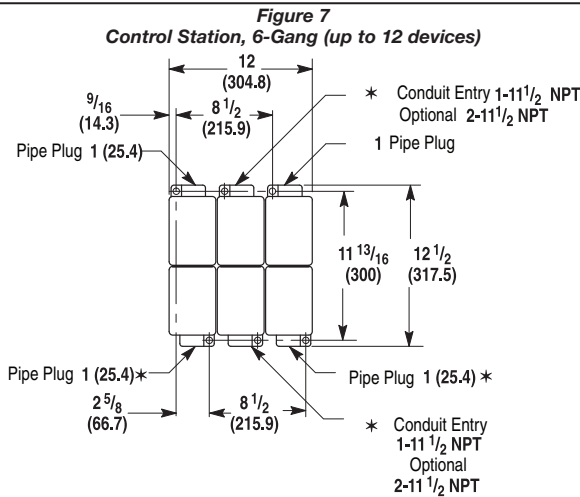 Figure 7
Control Station, 6-Gang (up to 12 devices)
12
(304.8)
9/16
(14.3)
8 1/2
(215.9)
✶ Conduit Entry 1-11 1/2 NPT
Optional 2-11 1/2 NPT
Pipe Plug 1 (25.4)
1 Pipe Plug
11 13/16
(300)
12 1/2
(317.5)
Pipe Plug 1 (25.4)✶
Pipe Plug 1 (25.4) ✶
2 5/8
(66.7)
8 1/2
(215.9)
✶ Conduit Entry
1-11 1/2 NPT
Optional
2-11 1/2 NPT